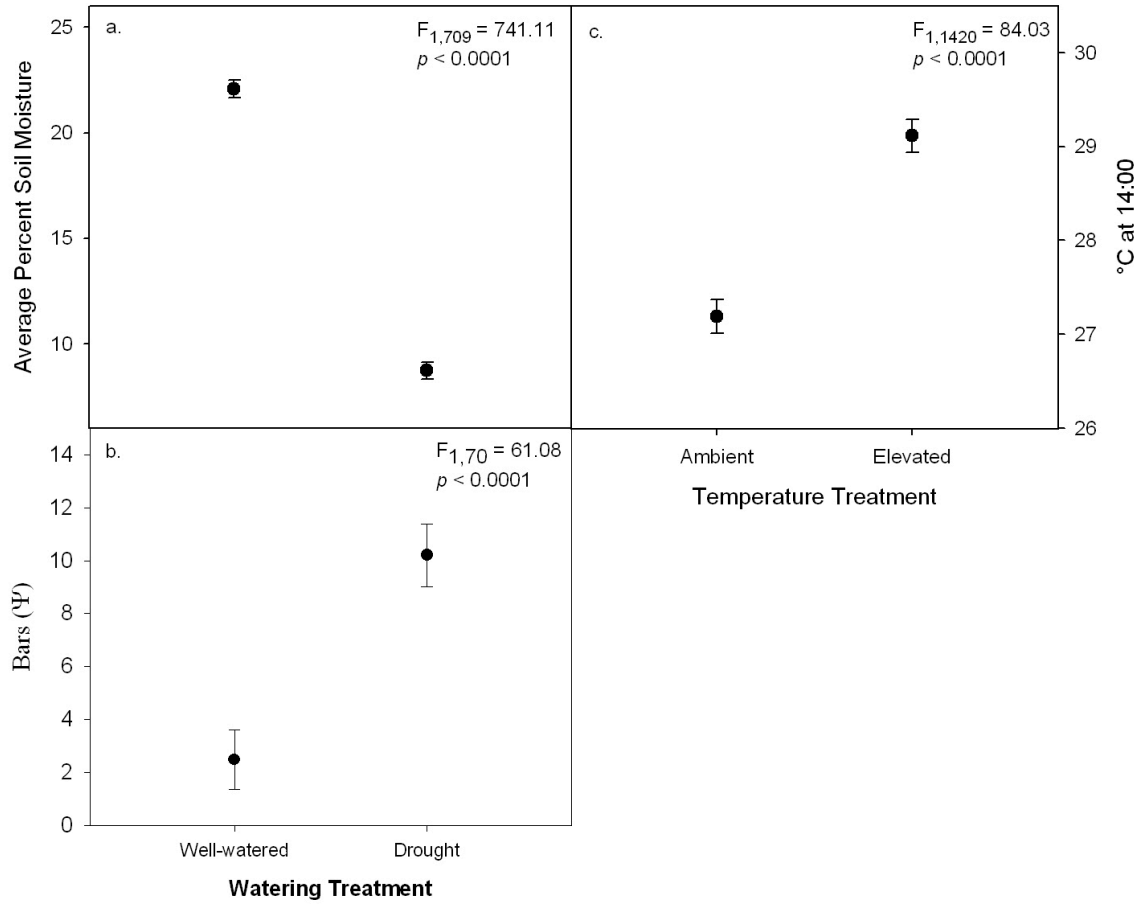 Average Percent Soil Moisture
25
20
15
10
a.
F1,709 = 741.11
p < 0.0001
c.
F1,1420 = 84.03
p < 0.0001
30
29
28
27
26
°C at 14:00
Ambient Elevated
Temperature Treatment
Bars (Ψ)
14
12
10
8
6
4
2
0
b.
F1,70 = 61.08
p < 0.0001
Well-watered Drought
Watering Treatment